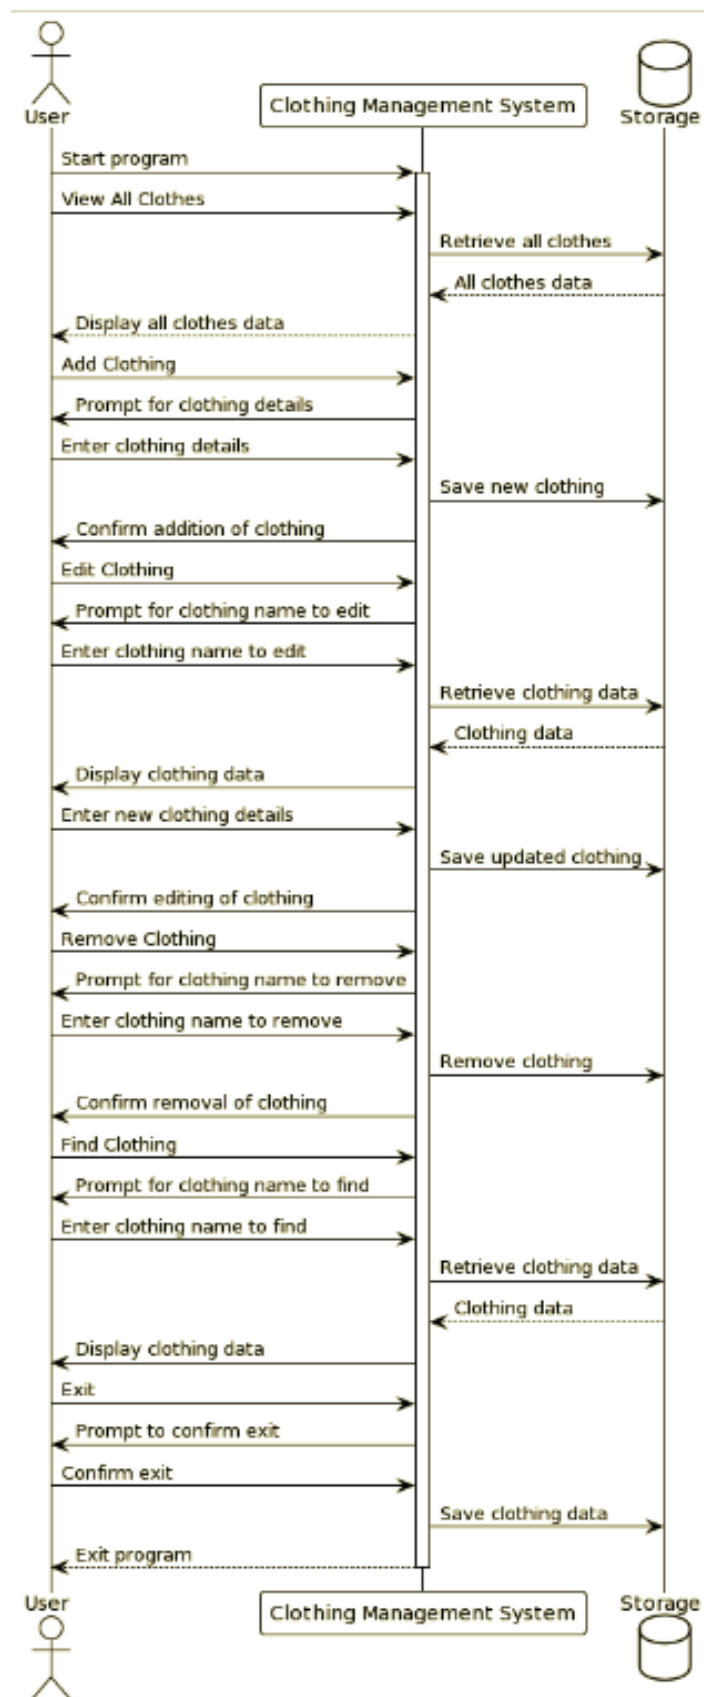 User
Clothing Management System
Storage
Start program
View All Clothes
Retrieve all clothes
All clothes data
Display all clothes data
Add Clothing
Prompt for clothing details
Enter clothing details
Save new clothing
Confirm addition of clothing
Edit Clothing
Prompt for clothing name to edit
Enter clothing name to edit
Retrieve clothing data
Clothing data
Display clothing data
Enter new clothing details
Save updated clothing
Confirm editing of clothing
Remove Clothing
Prompt for clothing name to remove
Enter clothing name to remove
Remove clothing
Confirm removal of clothing
Find Clothing
Prompt for clothing name to find
Enter clothing name to find
Retrieve clothing data
Clothing data
Display clothing data
Exit
Prompt to confirm exit
Confirm exit
Save clothing data
Exit program
User
Clothing Management System
Storage